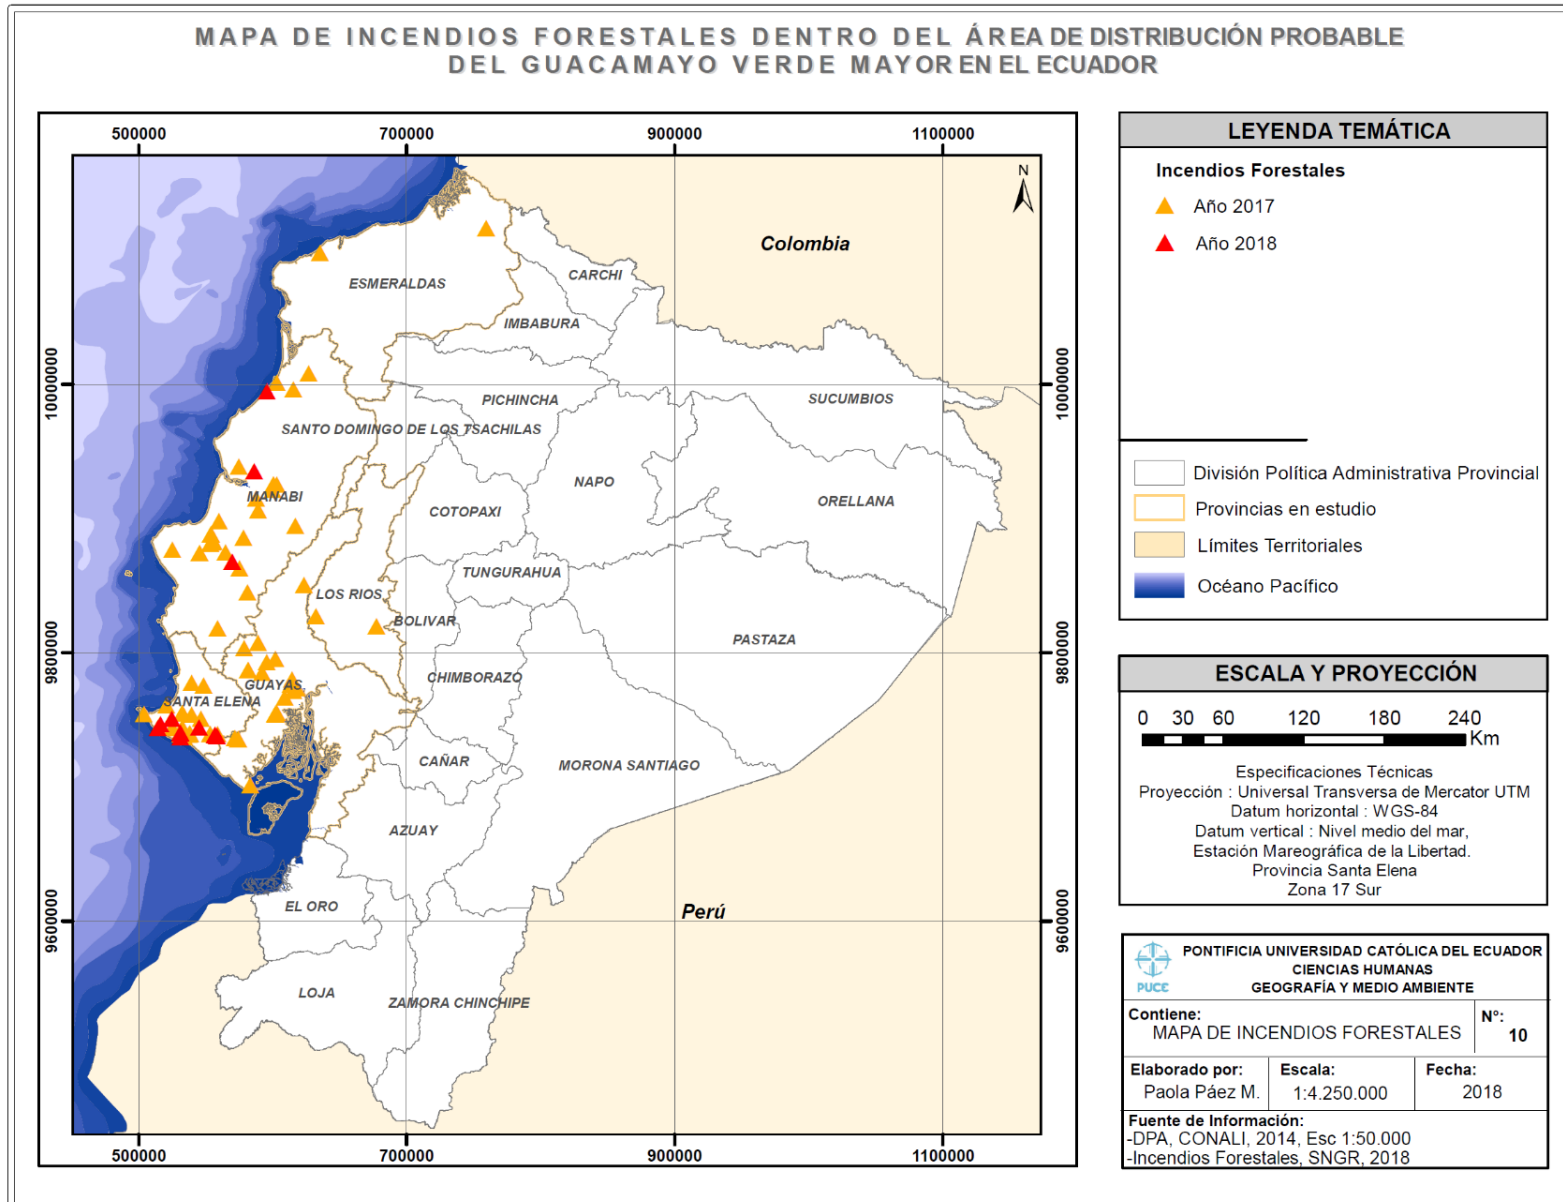 MAPA DE INCENDIOS FORESTALES DENTRO DEL ÁREA DE DISTRIBUCIÓN PROBABLE
DEL GUACAMAYO VERDE MAYOR EN EL ECUADOR
500000 700000 900000 1100000
N
Colombia
CARCHI
ESMERALDAS
IMBABURA
10000000 10000000
PICHINCHA
SUCUMBIOS
SANTO DOMINGO DE LOS TSACHILAS
NAPO
MANABI
ORELLANA
COTOPAXI
TUNGURAHUA
LOS RIOS
BOLIVAR
PASTAZA
9800000 9800000
CHIMBORAZO
GUAYAS
SANTA ELENA
CAÑAR
MORONA SANTIAGO
AZUAY
EL ORO
Perú
9600000 9600000
LOJA
ZAMORA CHINCHIPE
500000 700000 900000 1100000
LEYENDA TEMÁTICA
Incendios Forestales
Año 2017
Año 2018
División Política Administrativa Provincial
Provincias en estudio
Límites Territoriales
Océano Pacífico
ESCALA Y PROYECCIÓN
0 30 60 120 180 240
Km
Especificaciones Técnicas
Proyección : Universal Transversa de Mercator UTM
Datum horizontal : WGS-84
Datum vertical : Nivel medio del mar,
Estación Mareográfica de la Libertad.
Provincia Santa Elena
Zona 17 Sur
PUCE
PONTIFICIA UNIVERSIDAD CATÓLICA DEL ECUADOR
CIENCIAS HUMANAS
GEOGRAFÍA Y MEDIO AMBIENTE
Contiene:
MAPA DE INCENDIOS FORESTALES
N°:
10
Elaborado por:
Paola Páez M.
Escala:
1:4.250.000
Fecha:
2018
Fuente de Información:
-DPA, CONALI, 2014, Esc 1:50.000
-Incendios Forestales, SNGR, 2018